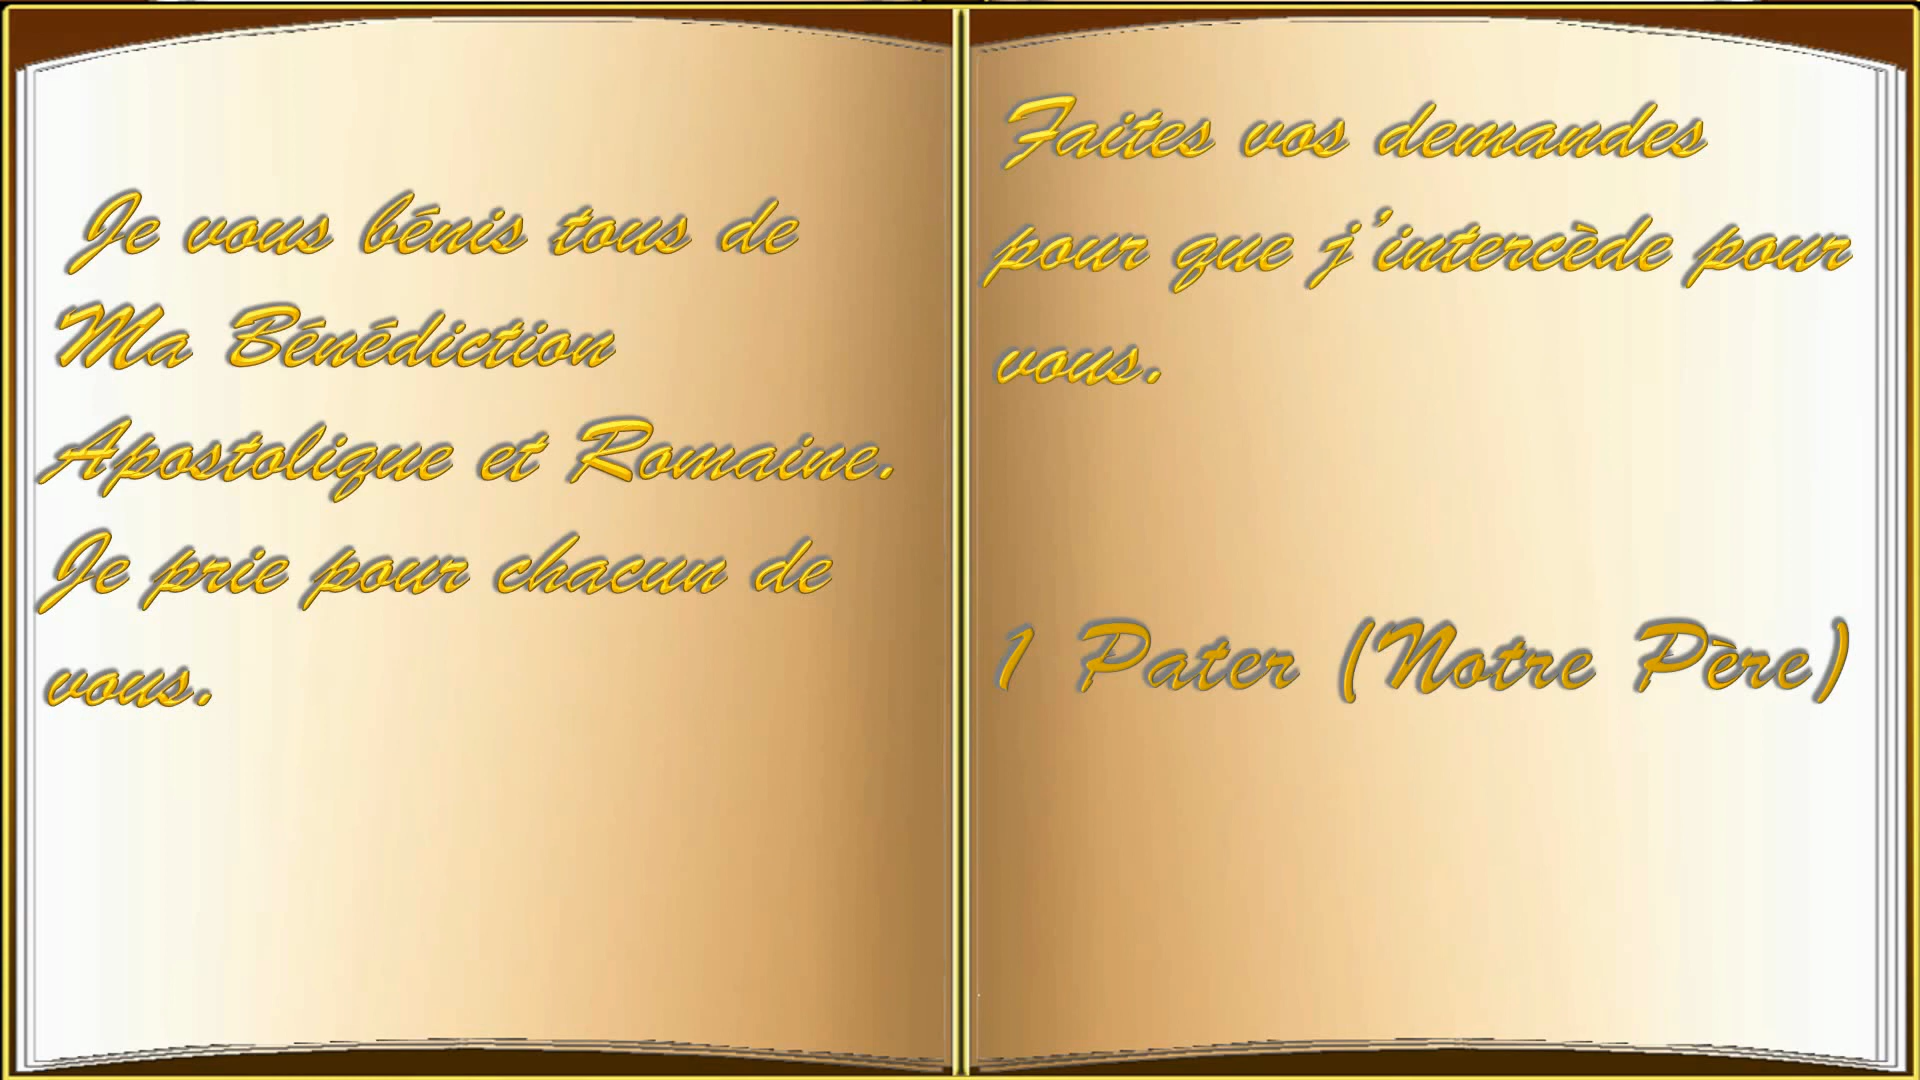 Je vous bénis tous de
Ma Bénédiction
Apostolique et Romaine.
Je prie pour chacun de
vous.
Faites vos demandes
pour que j'intercède pour
vous.
1 Pater (Notre Père)